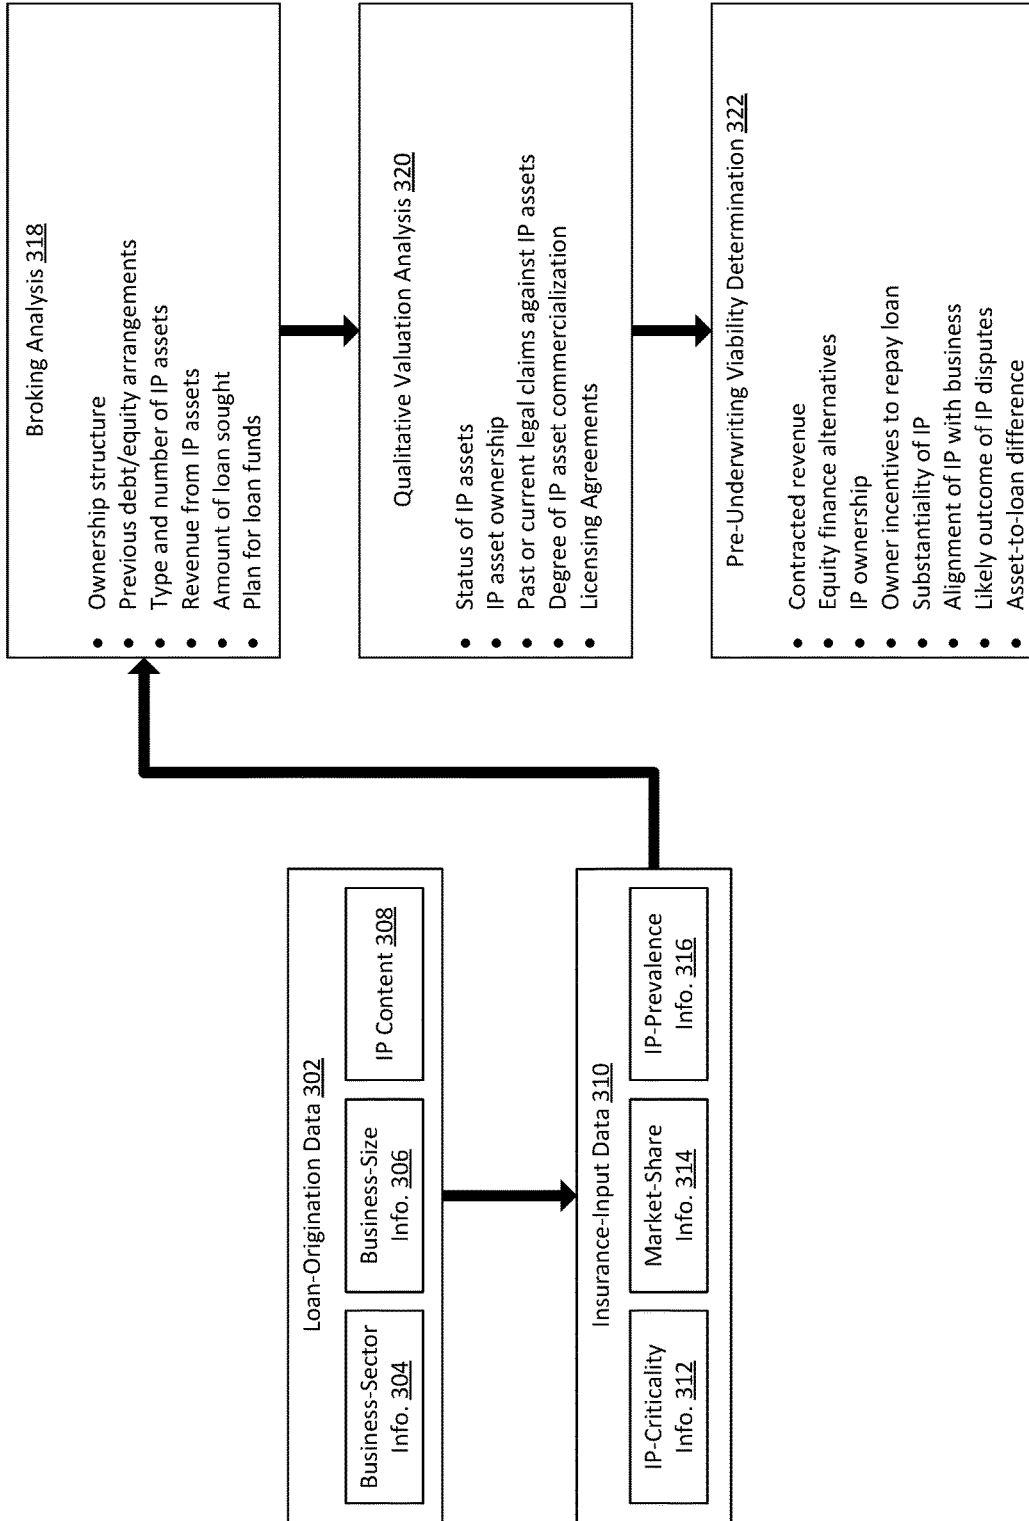 Loan-Origination Data 302
Business-Sector
Info. 304
Business-Size
Info. 306
IP Content 308
Insurance-Input Data 310
IP-Criticality
Info. 312
Market-Share
Info. 314
IP-Prevalence
Info. 316
Broking Analysis 318
• Ownership structure
• Previous debt/equity arrangements
• Type and number of IP assets
• Revenue from IP assets
• Amount of loan sought
• Plan for loan funds
Qualitative Valuation Analysis 320
• Status of IP assets
• IP asset ownership
• Past or current legal claims against IP assets
• Degree of IP asset commercialization
• Licensing Agreements
Pre-Underwriting Viability Determination 322
• Contracted revenue
• Equity finance alternatives
• IP ownership
• Owner incentives to repay loan
• Substantiality of IP
• Alignment of IP with business
• Likely outcome of IP disputes
• Asset-to-loan difference